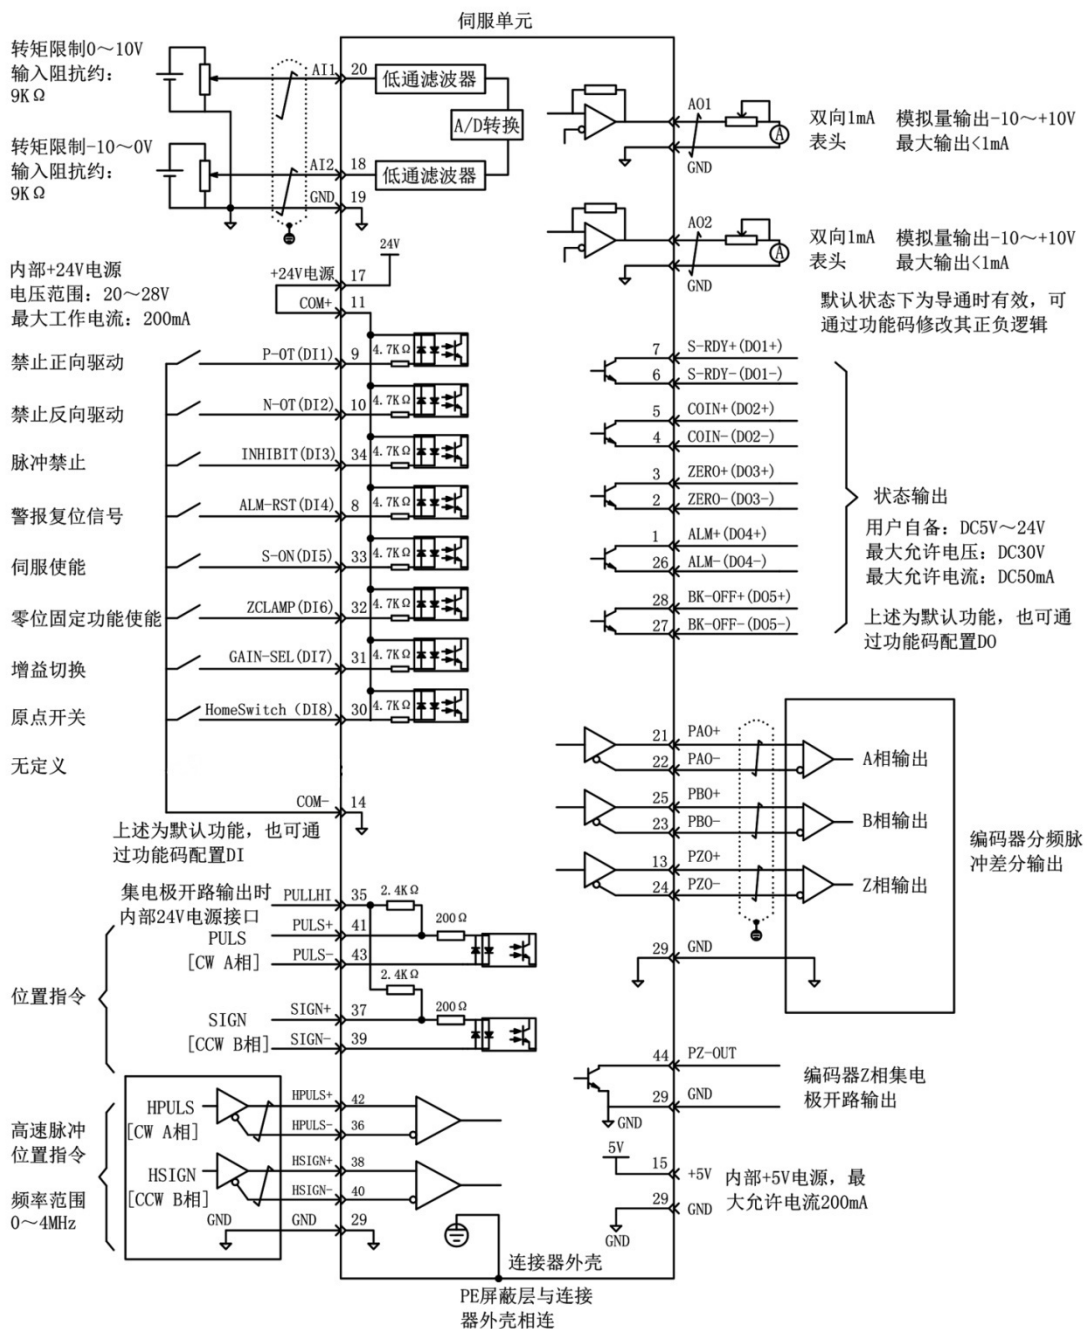 伺服单元
转矩限制0～10V
输入阻抗约：
9KΩ
AI1
20
低通滤波器
A/D转换
转矩限制-10～0V
输入阻抗约：
9KΩ
AI2
18
低通滤波器
GND
19
24V
内部+24V电源
电压范围：20～28V
最大工作电流：200mA
+24V电源
17
COM+
11
禁止正向驱动
P-OT(DI1)
9
4.7KΩ
禁止反向驱动
N-OT(DI2)
10
4.7KΩ
脉冲禁止
INHIBIT(DI3)
34
4.7KΩ
警报复位信号
ALM-RST(DI4)
8
4.7KΩ
伺服使能
S-ON(DI5)
33
4.7KΩ
零位固定功能使能
ZCLAMP(DI6)
32
4.7KΩ
增益切换
GAIN-SEL(DI7)
31
4.7KΩ
原点开关
HomeSwitch (DI8)
30
4.7KΩ
无定义
COM-
14
上述为默认功能，也可通
过功能码配置DI
集电极开路输出时
内部24V电源接口
PULLHI
35
2.4KΩ
PULS+
41
200Ω
PULS
[CW A相]
PULS-
43
2.4KΩ
位置指令
SIGN+
37
200Ω
SIGN
[CCW B相]
SIGN-
39
高速脉冲
位置指令
频率范围
0～4MHz
HPULS
[CW A相]
HPULS+
42
HPULS-
36
HSIGN
[CCW B相]
HSIGN+
38
HSIGN-
40
GND
GND
29
连接器外壳
PE屏蔽层与连接
器外壳相连
AO1
A
GND
双向1mA
表头
模拟量输出-10～+10V
最大输出<1mA
AO2
A
GND
双向1mA
表头
模拟量输出-10～+10V
最大输出<1mA
默认状态下为导通时有效，可
通过功能码修改其正负逻辑
7
S-RDY+(DO1+)
6
S-RDY-(DO1-)
5
COIN+(DO2+)
4
COIN-(DO2-)
3
ZERO+(DO3+)
2
ZERO-(DO3-)
1
ALM+(DO4+)
26
ALM-(DO4-)
28
BK-OFF+(DO5+)
27
BK-OFF-(DO5-)
状态输出
用户自备：DC5V～24V
最大允许电压：DC30V
最大允许电流：DC50mA
上述为默认功能，也可通
过功能码配置DO
21
PAO+
22
PAO-
A相输出
25
PBO+
23
PBO-
B相输出
13
PZO+
24
PZO-
Z相输出
编码器分频脉
冲差分输出
29
GND
44
PZ-OUT
29
GND
GND
编码器Z相集电
极开路输出
5V
15
+5V
内部+5V电源，最
大允许电流200mA
29
GND
GND